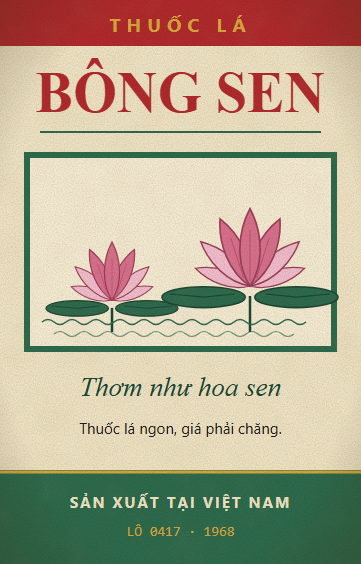 THUỐC LÁ
BÔNG SEN
Thơm như hoa sen
Thuốc lá ngon, giá phải chăng.
SẢN XUẤT TẠI VIỆT NAM
LÔ 0417 · 1968